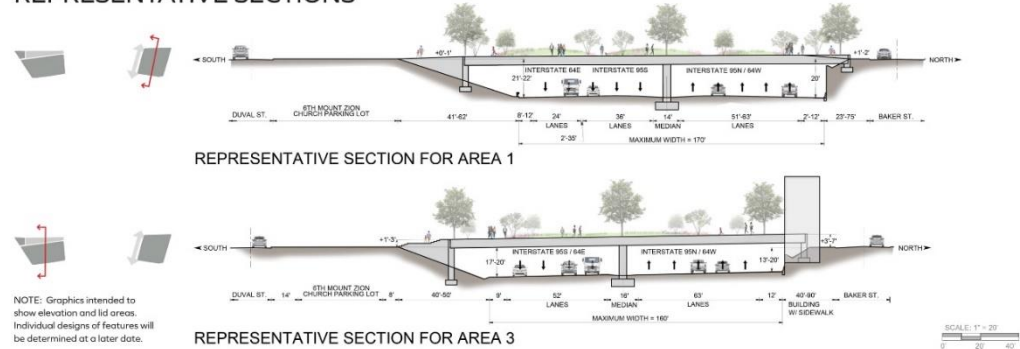 REPRESENTATIVE SECTIONS
+0'-1'
+1'-2'
SOUTH
NORTH
INTERSTATE 64E INTERSTATE 95S INTERSTATE 95N / 64W
21'-22'
20'
DUVAL ST.
6TH MOUNT ZION
CHURCH PARKING LOT
41'-62'
8'-12'
24'
LANES
36'
LANES
14'
MEDIAN
51'-63'
LANES
2'-12'
23'-75'
BAKER ST.
2'-35'
MAXIMUM WIDTH = 170'
REPRESENTATIVE SECTION FOR AREA 1
+1'-3'
+3'-7'
SOUTH
NORTH
INTERSTATE 95S / 64E INTERSTATE 95N / 64W
17'-20'
13'-20'
DUVAL ST.
14'
6TH MOUNT ZION
CHURCH PARKING LOT
8'
40'-50'
9'
52'
LANES
16'
MEDIAN
63'
LANES
12'
40'-90'
BUILDING
W/ SIDEWALK
BAKER ST.
MAXIMUM WIDTH = 160'
REPRESENTATIVE SECTION FOR AREA 3
NOTE: Graphics intended to
show elevation and lid areas.
Individual designs of features will
be determined at a later date.
SCALE: 1" = 20'
0' 20' 40'